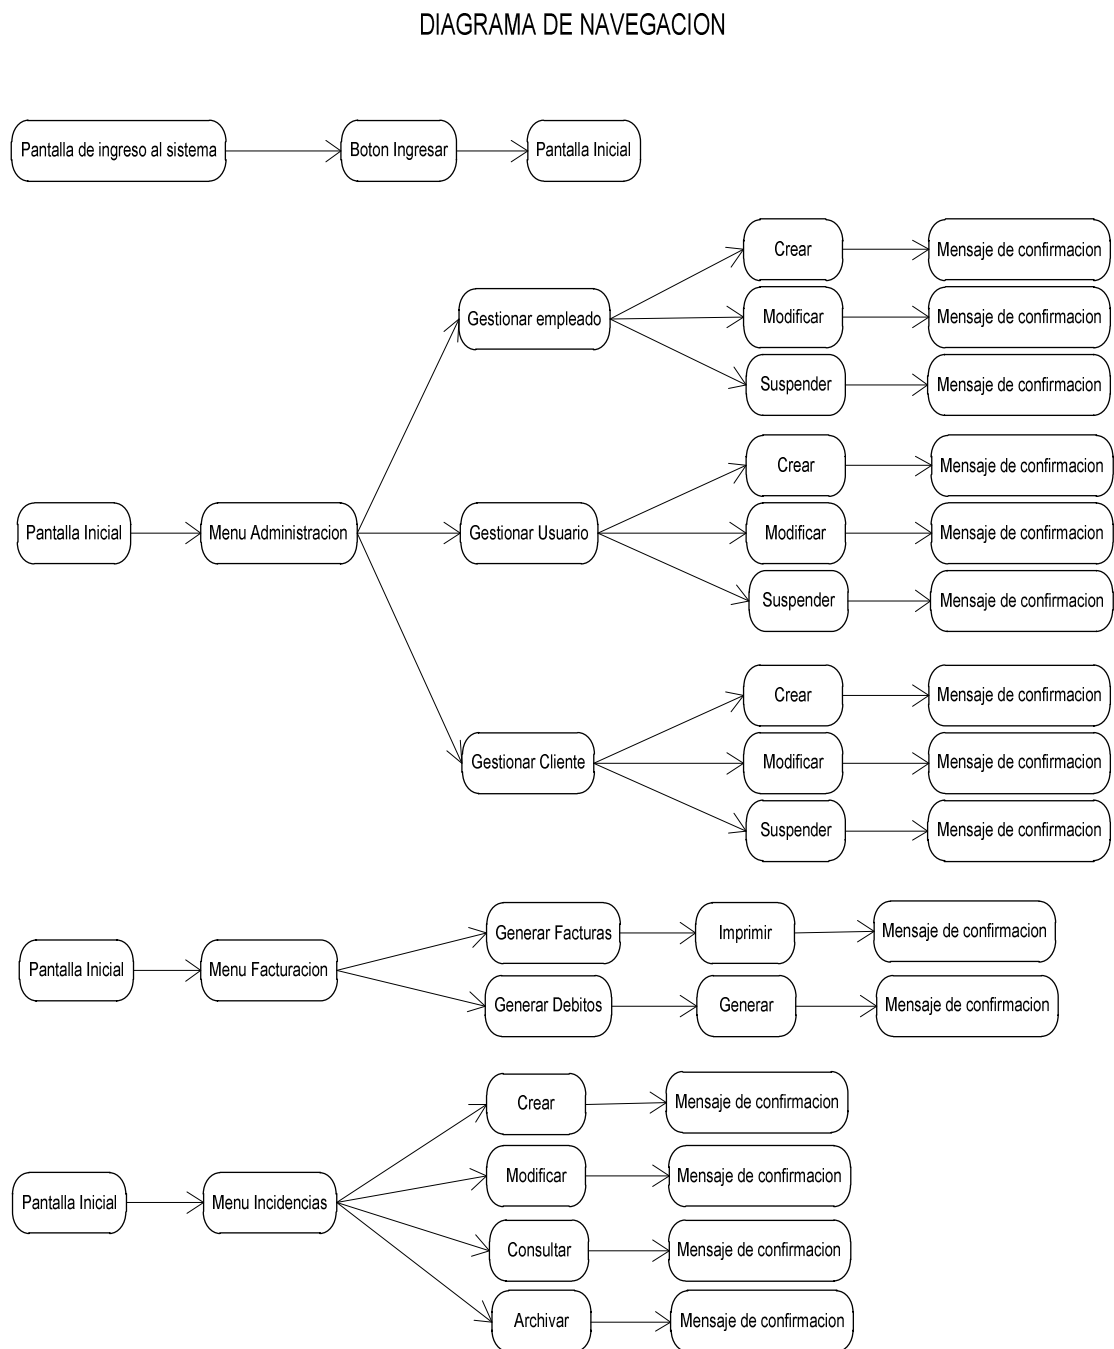 DIAGRAMA DE NAVEGACION
Pantalla de ingreso al sistema
Boton Ingresar
Pantalla Inicial
Pantalla Inicial
Menu Administracion
Gestionar empleado
Crear
Mensaje de confirmacion
Modificar
Mensaje de confirmacion
Suspender
Mensaje de confirmacion
Gestionar Usuario
Crear
Mensaje de confirmacion
Modificar
Mensaje de confirmacion
Suspender
Mensaje de confirmacion
Gestionar Cliente
Crear
Mensaje de confirmacion
Modificar
Mensaje de confirmacion
Suspender
Mensaje de confirmacion
Pantalla Inicial
Menu Facturacion
Generar Facturas
Imprimir
Mensaje de confirmacion
Generar Debitos
Generar
Mensaje de confirmacion
Pantalla Inicial
Menu Incidencias
Crear
Mensaje de confirmacion
Modificar
Mensaje de confirmacion
Consultar
Mensaje de confirmacion
Archivar
Mensaje de confirmacion